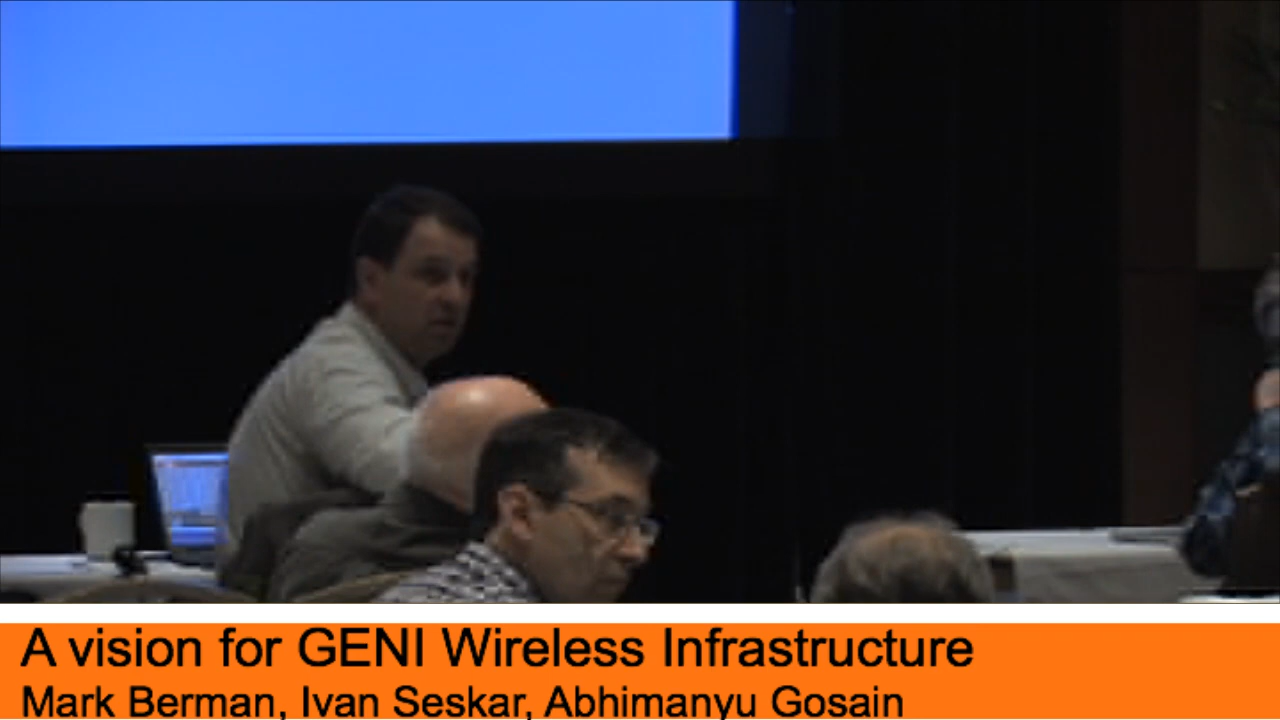 A vision for GENI Wireless Infrastructure
Mark Berman, Ivan Seskar, Abhimanyu Gosain